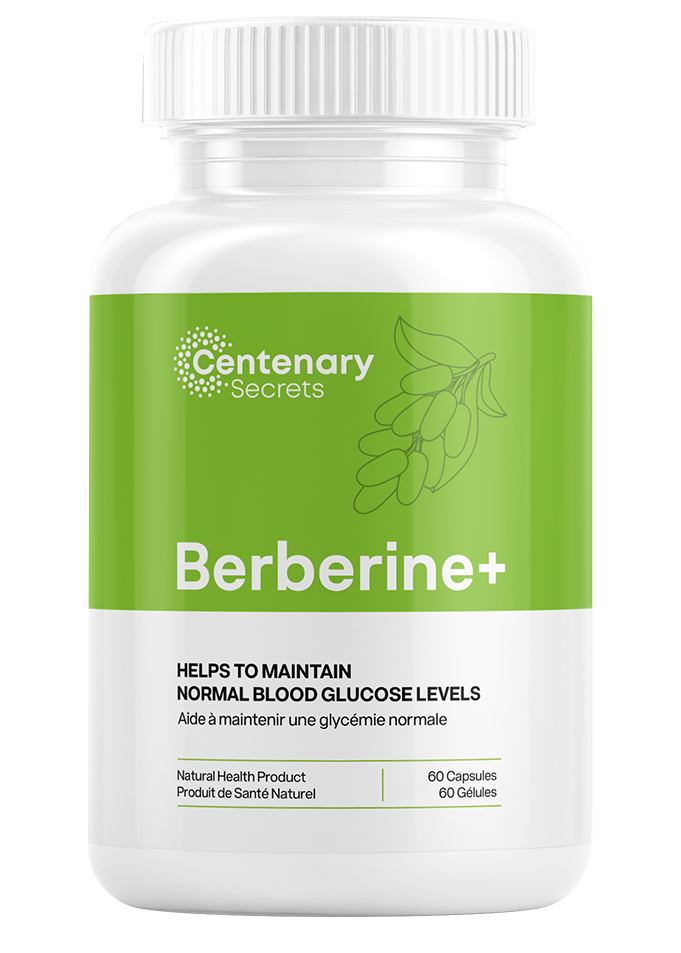 Centenary
Secrets
Berberine+
HELPS TO MAINTAIN
NORMAL BLOOD GLUCOSE LEVELS
Aide à maintenir une glycémie normale
Natural Health Product
Produit de Santé Naturel
60 Capsules
60 Gélules